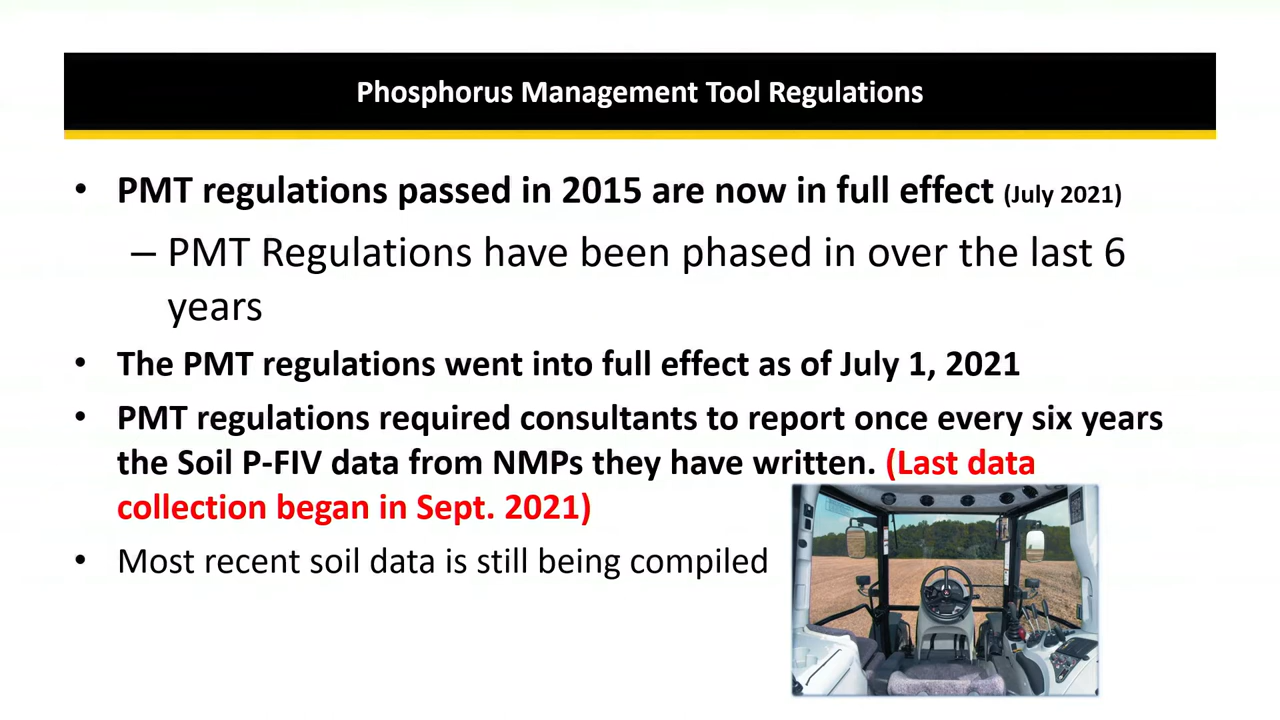 Phosphorus Management Tool Regulations
• PMT regulations passed in 2015 are now in full effect (July 2021)
– PMT Regulations have been phased in over the last 6
years
• The PMT regulations went into full effect as of July 1, 2021
• PMT regulations required consultants to report once every six years
the Soil P-FIV data from NMPs they have written. (Last data
collection began in Sept. 2021)
• Most recent soil data is still being compiled